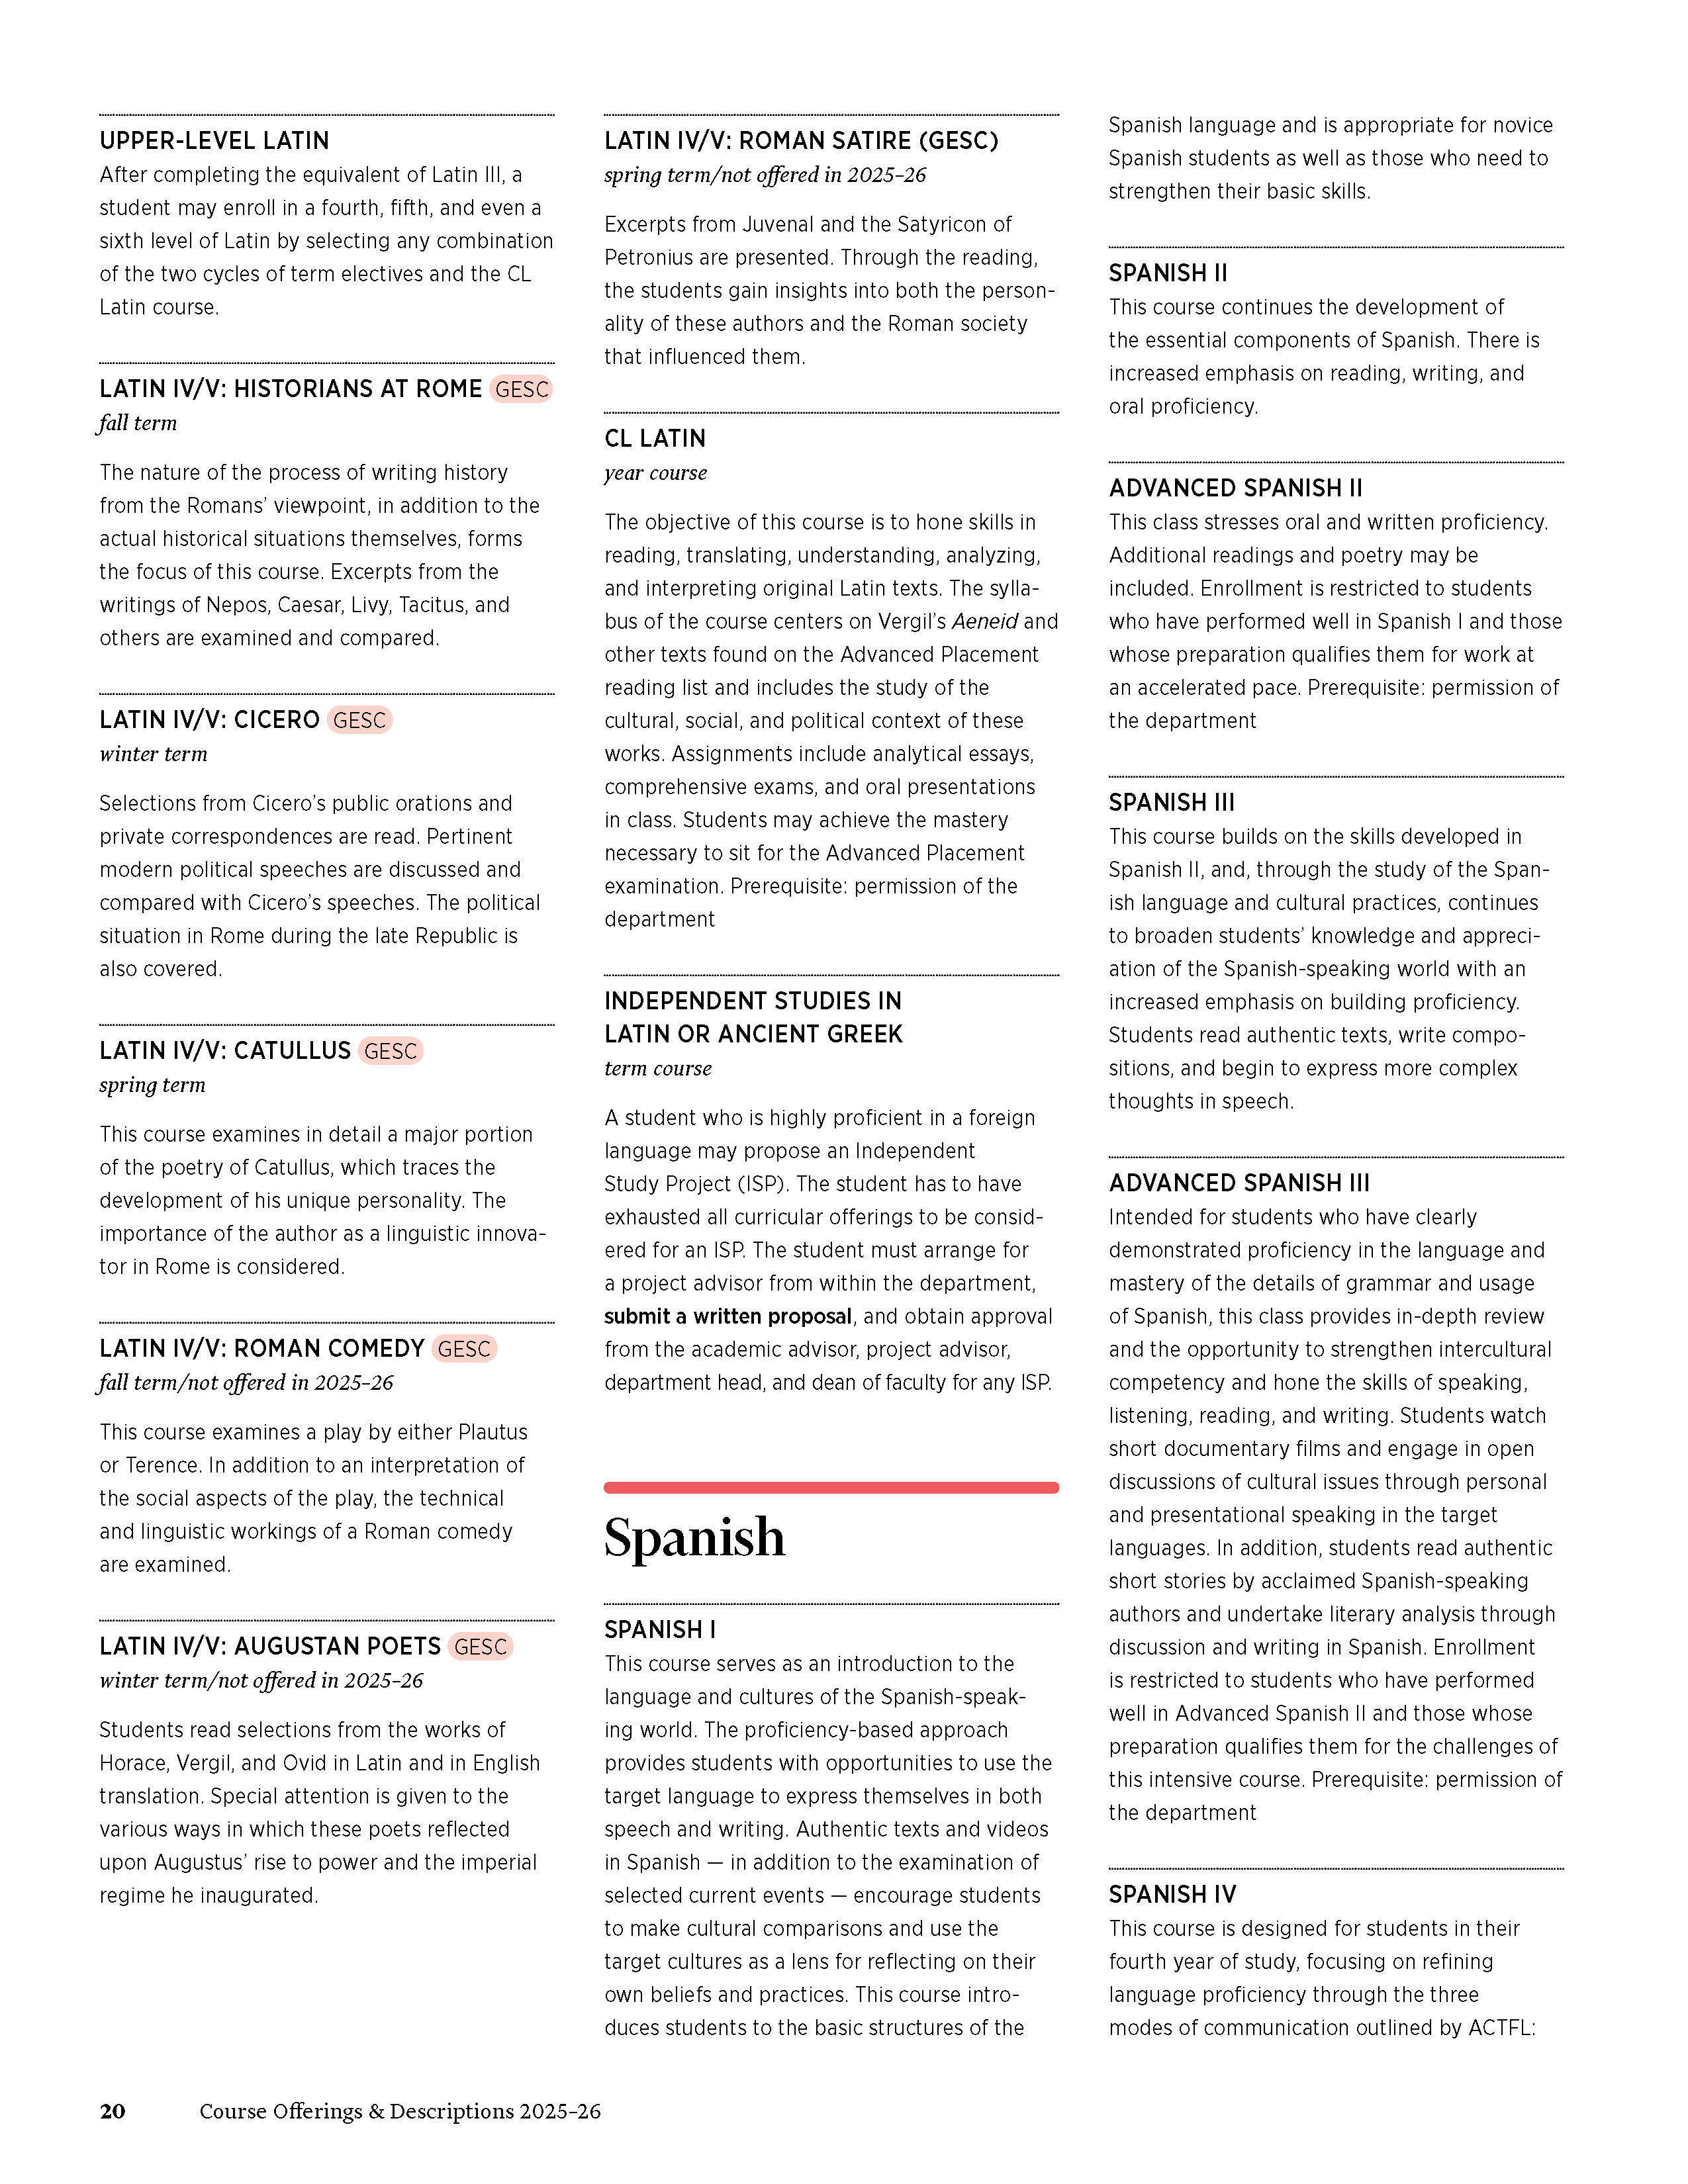 UPPER-LEVEL LATIN
After completing the equivalent of Latin III, a
student may enroll in a fourth, fifth, and even a
sixth level of Latin by selecting any combination
of the two cycles of term electives and the CL
Latin course.
LATIN IV/V: HISTORIANS AT ROME GESC
fall term
The nature of the process of writing history
from the Romans’ viewpoint, in addition to the
actual historical situations themselves, forms
the focus of this course. Excerpts from the
writings of Nepos, Caesar, Livy, Tacitus, and
others are examined and compared.
LATIN IV/V: CICERO GESC
winter term
Selections from Cicero’s public orations and
private correspondences are read. Pertinent
modern political speeches are discussed and
compared with Cicero’s speeches. The political
situation in Rome during the late Republic is
also covered.
LATIN IV/V: CATULLUS GESC
spring term
This course examines in detail a major portion
of the poetry of Catullus, which traces the
development of his unique personality. The
importance of the author as a linguistic innova-
tor in Rome is considered.
LATIN IV/V: ROMAN COMEDY GESC
fall term/not offered in 2025–26
This course examines a play by either Plautus
or Terence. In addition to an interpretation of
the social aspects of the play, the technical
and linguistic workings of a Roman comedy
are examined.
LATIN IV/V: AUGUSTAN POETS GESC
winter term/not offered in 2025–26
Students read selections from the works of
Horace, Vergil, and Ovid in Latin and in English
translation. Special attention is given to the
various ways in which these poets reflected
upon Augustus’ rise to power and the imperial
regime he inaugurated.
LATIN IV/V: ROMAN SATIRE (GESC)
spring term/not offered in 2025–26
Excerpts from Juvenal and the Satyricon of
Petronius are presented. Through the reading,
the students gain insights into both the person-
ality of these authors and the Roman society
that influenced them.
CL LATIN
year course
The objective of this course is to hone skills in
reading, translating, understanding, analyzing,
and interpreting original Latin texts. The sylla-
bus of the course centers on Vergil’s Aeneid and
other texts found on the Advanced Placement
reading list and includes the study of the
cultural, social, and political context of these
works. Assignments include analytical essays,
comprehensive exams, and oral presentations
in class. Students may achieve the mastery
necessary to sit for the Advanced Placement
examination. Prerequisite: permission of the
department
INDEPENDENT STUDIES IN
LATIN OR ANCIENT GREEK
term course
A student who is highly proficient in a foreign
language may propose an Independent
Study Project (ISP). The student has to have
exhausted all curricular offerings to be consid-
ered for an ISP. The student must arrange for
a project advisor from within the department,
submit a written proposal, and obtain approval
from the academic advisor, project advisor,
department head, and dean of faculty for any ISP.
Spanish
SPANISH I
This course serves as an introduction to the
language and cultures of the Spanish-speak-
ing world. The proficiency-based approach
provides students with opportunities to use the
target language to express themselves in both
speech and writing. Authentic texts and videos
in Spanish — in addition to the examination of
selected current events — encourage students
to make cultural comparisons and use the
target cultures as a lens for reflecting on their
own beliefs and practices. This course intro-
duces students to the basic structures of the
Spanish language and is appropriate for novice
Spanish students as well as those who need to
strengthen their basic skills.
SPANISH II
This course continues the development of
the essential components of Spanish. There is
increased emphasis on reading, writing, and
oral proficiency.
ADVANCED SPANISH II
This class stresses oral and written proficiency.
Additional readings and poetry may be
included. Enrollment is restricted to students
who have performed well in Spanish I and those
whose preparation qualifies them for work at
an accelerated pace. Prerequisite: permission of
the department
SPANISH III
This course builds on the skills developed in
Spanish II, and, through the study of the Span-
ish language and cultural practices, continues
to broaden students’ knowledge and appreci-
ation of the Spanish-speaking world with an
increased emphasis on building proficiency.
Students read authentic texts, write compo-
sitions, and begin to express more complex
thoughts in speech.
ADVANCED SPANISH III
Intended for students who have clearly
demonstrated proficiency in the language and
mastery of the details of grammar and usage
of Spanish, this class provides in-depth review
and the opportunity to strengthen intercultural
competency and hone the skills of speaking,
listening, reading, and writing. Students watch
short documentary films and engage in open
discussions of cultural issues through personal
and presentational speaking in the target
languages. In addition, students read authentic
short stories by acclaimed Spanish-speaking
authors and undertake literary analysis through
discussion and writing in Spanish. Enrollment
is restricted to students who have performed
well in Advanced Spanish II and those whose
preparation qualifies them for the challenges of
this intensive course. Prerequisite: permission of
the department
SPANISH IV
This course is designed for students in their
fourth year of study, focusing on refining
language proficiency through the three
modes of communication outlined by ACTFL:
20 Course Offerings & Descriptions 2025–26